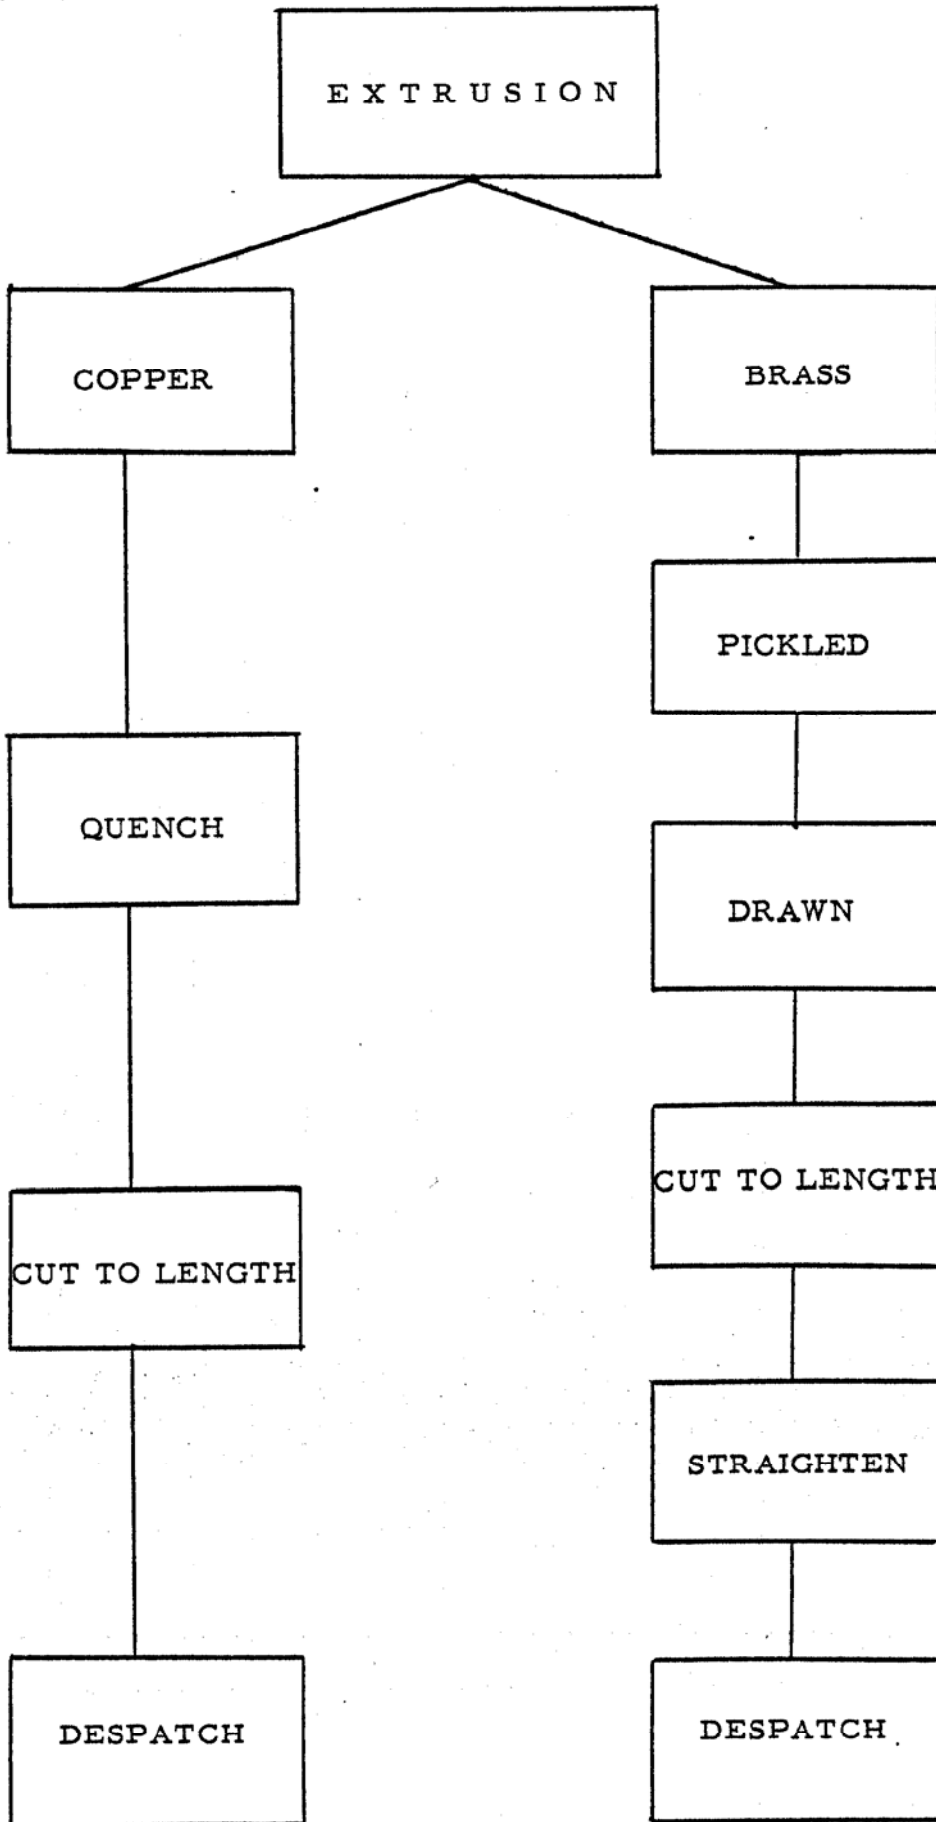 EXTRUSION
COPPER
BRASS
PICKLED
QUENCH
DRAWN
CUT TO LENGTH
CUT TO LENGTH
STRAIGHTEN
DESPATCH
DESPATCH